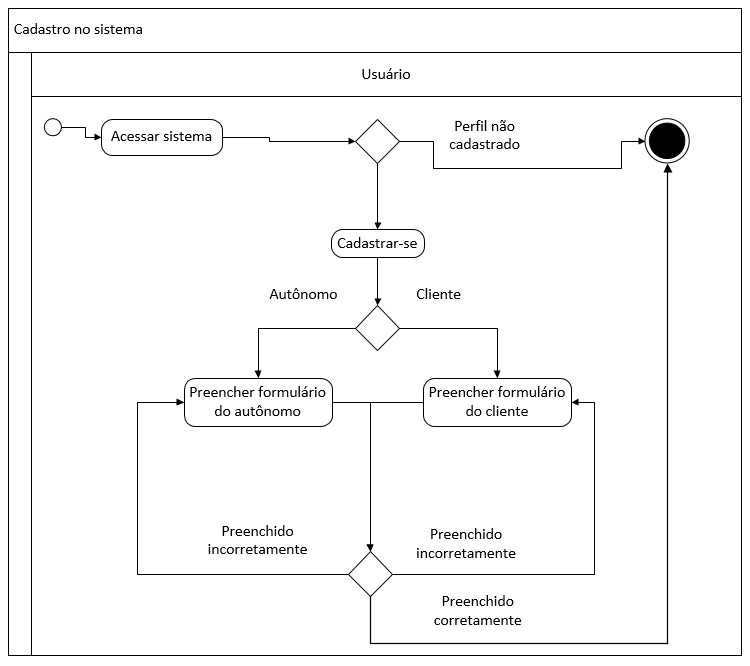 Cadastro no sistema
Usuário
Acessar sistema
Perfil não
cadastrado
Cadastrar-se
Autônomo
Cliente
Preencher formulário
do autônomo
Preencher formulário
do cliente
Preenchido
incorretamente
Preenchido
incorretamente
Preenchido
corretamente